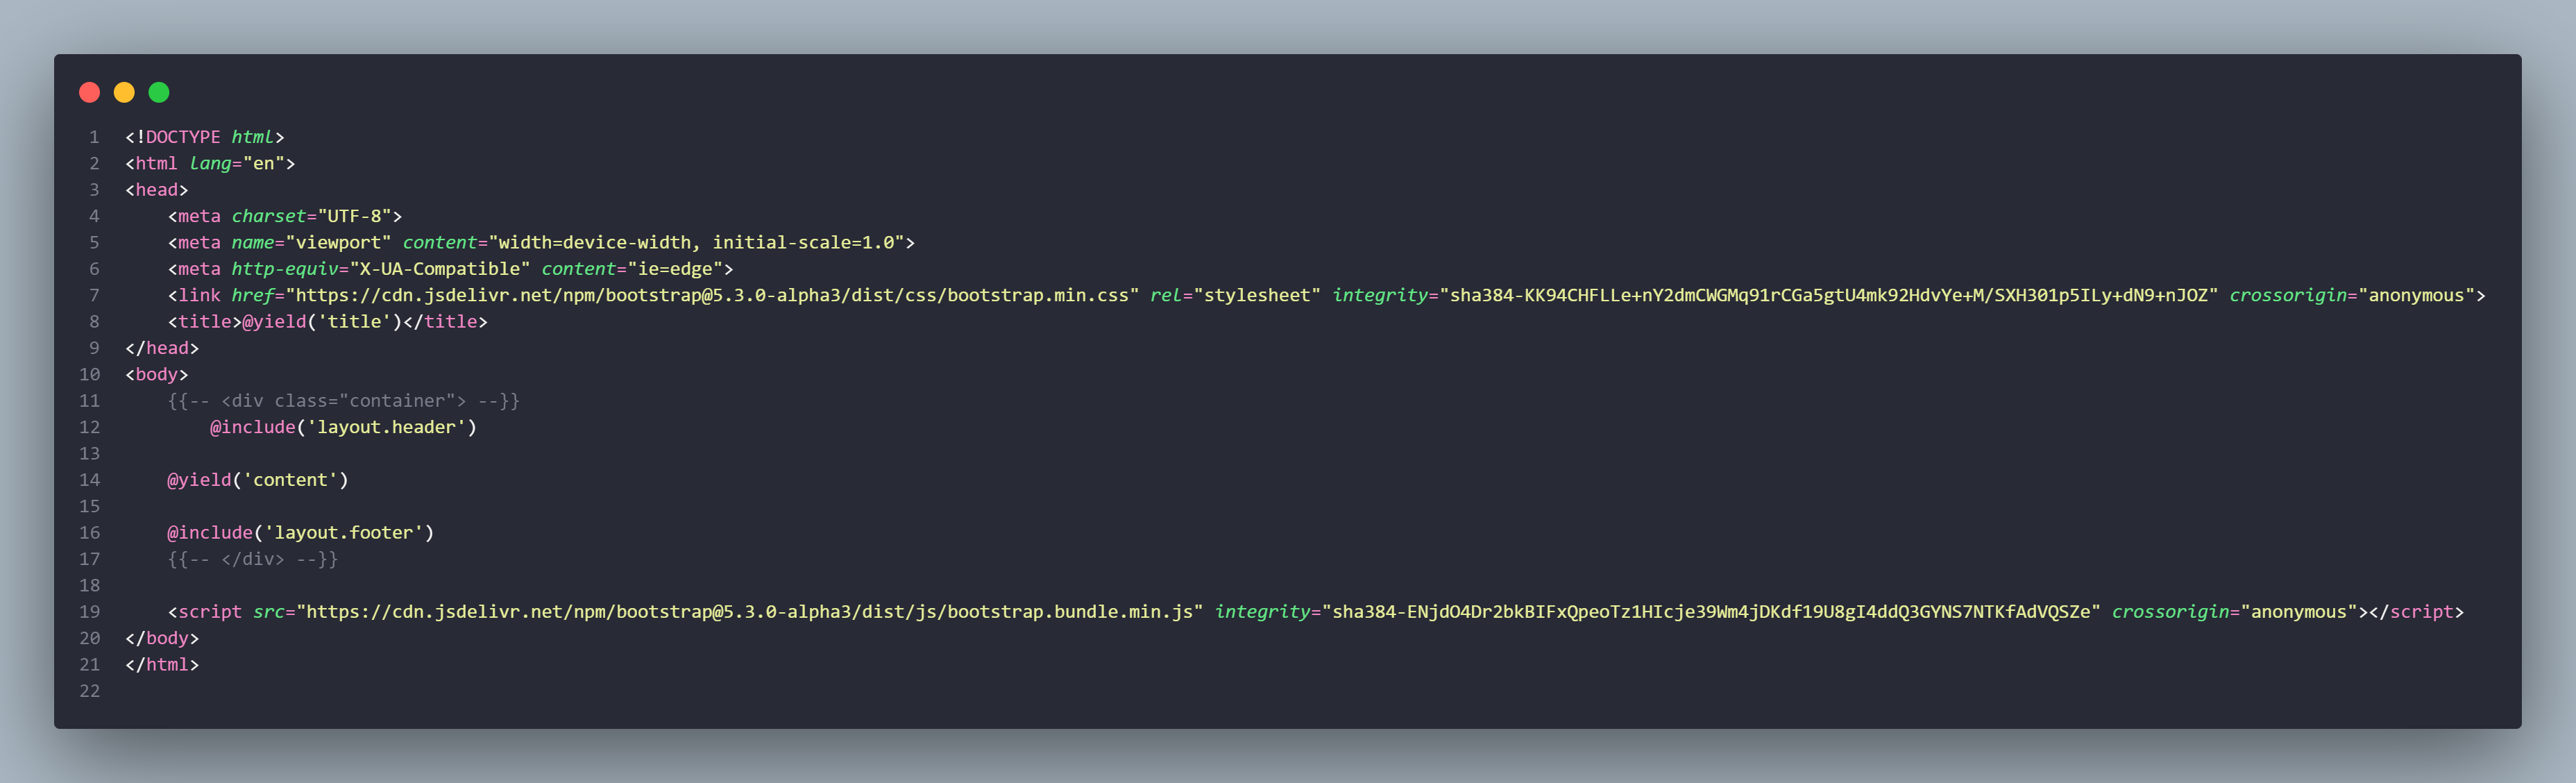 1 <!DOCTYPE html>
2 <html lang="en">
3 <head>
4     <meta charset="UTF-8">
5     <meta name="viewport" content="width=device-width, initial-scale=1.0">
6     <meta http-equiv="X-UA-Compatible" content="ie=edge">
7     <link href="https://cdn.jsdelivr.net/npm/bootstrap@5.3.0-alpha3/dist/css/bootstrap.min.css" rel="stylesheet" integrity="sha384-KK94CHFLLe+nY2dmCWGMq91rCGa5gtU4mk92HdvYe+M/SXH301p5ILy+dN9+nJOZ" crossorigin="anonymous">
8     <title>@yield('title')</title>
9 </head>
10 <body>
11     {{-- <div class="container"> --}}
12         @include('layout.header')
13
14     @yield('content')
15
16     @include('layout.footer')
17     {{-- </div> --}}
18
19     <script src="https://cdn.jsdelivr.net/npm/bootstrap@5.3.0-alpha3/dist/js/bootstrap.bundle.min.js" integrity="sha384-ENjdO4Dr2bkBIFxQpeoTz1HIcje39Wm4jDKdf19U8gI4ddQ3GYNS7NTKfAdVQSZe" crossorigin="anonymous"></script>
20 </body>
21 </html>
22